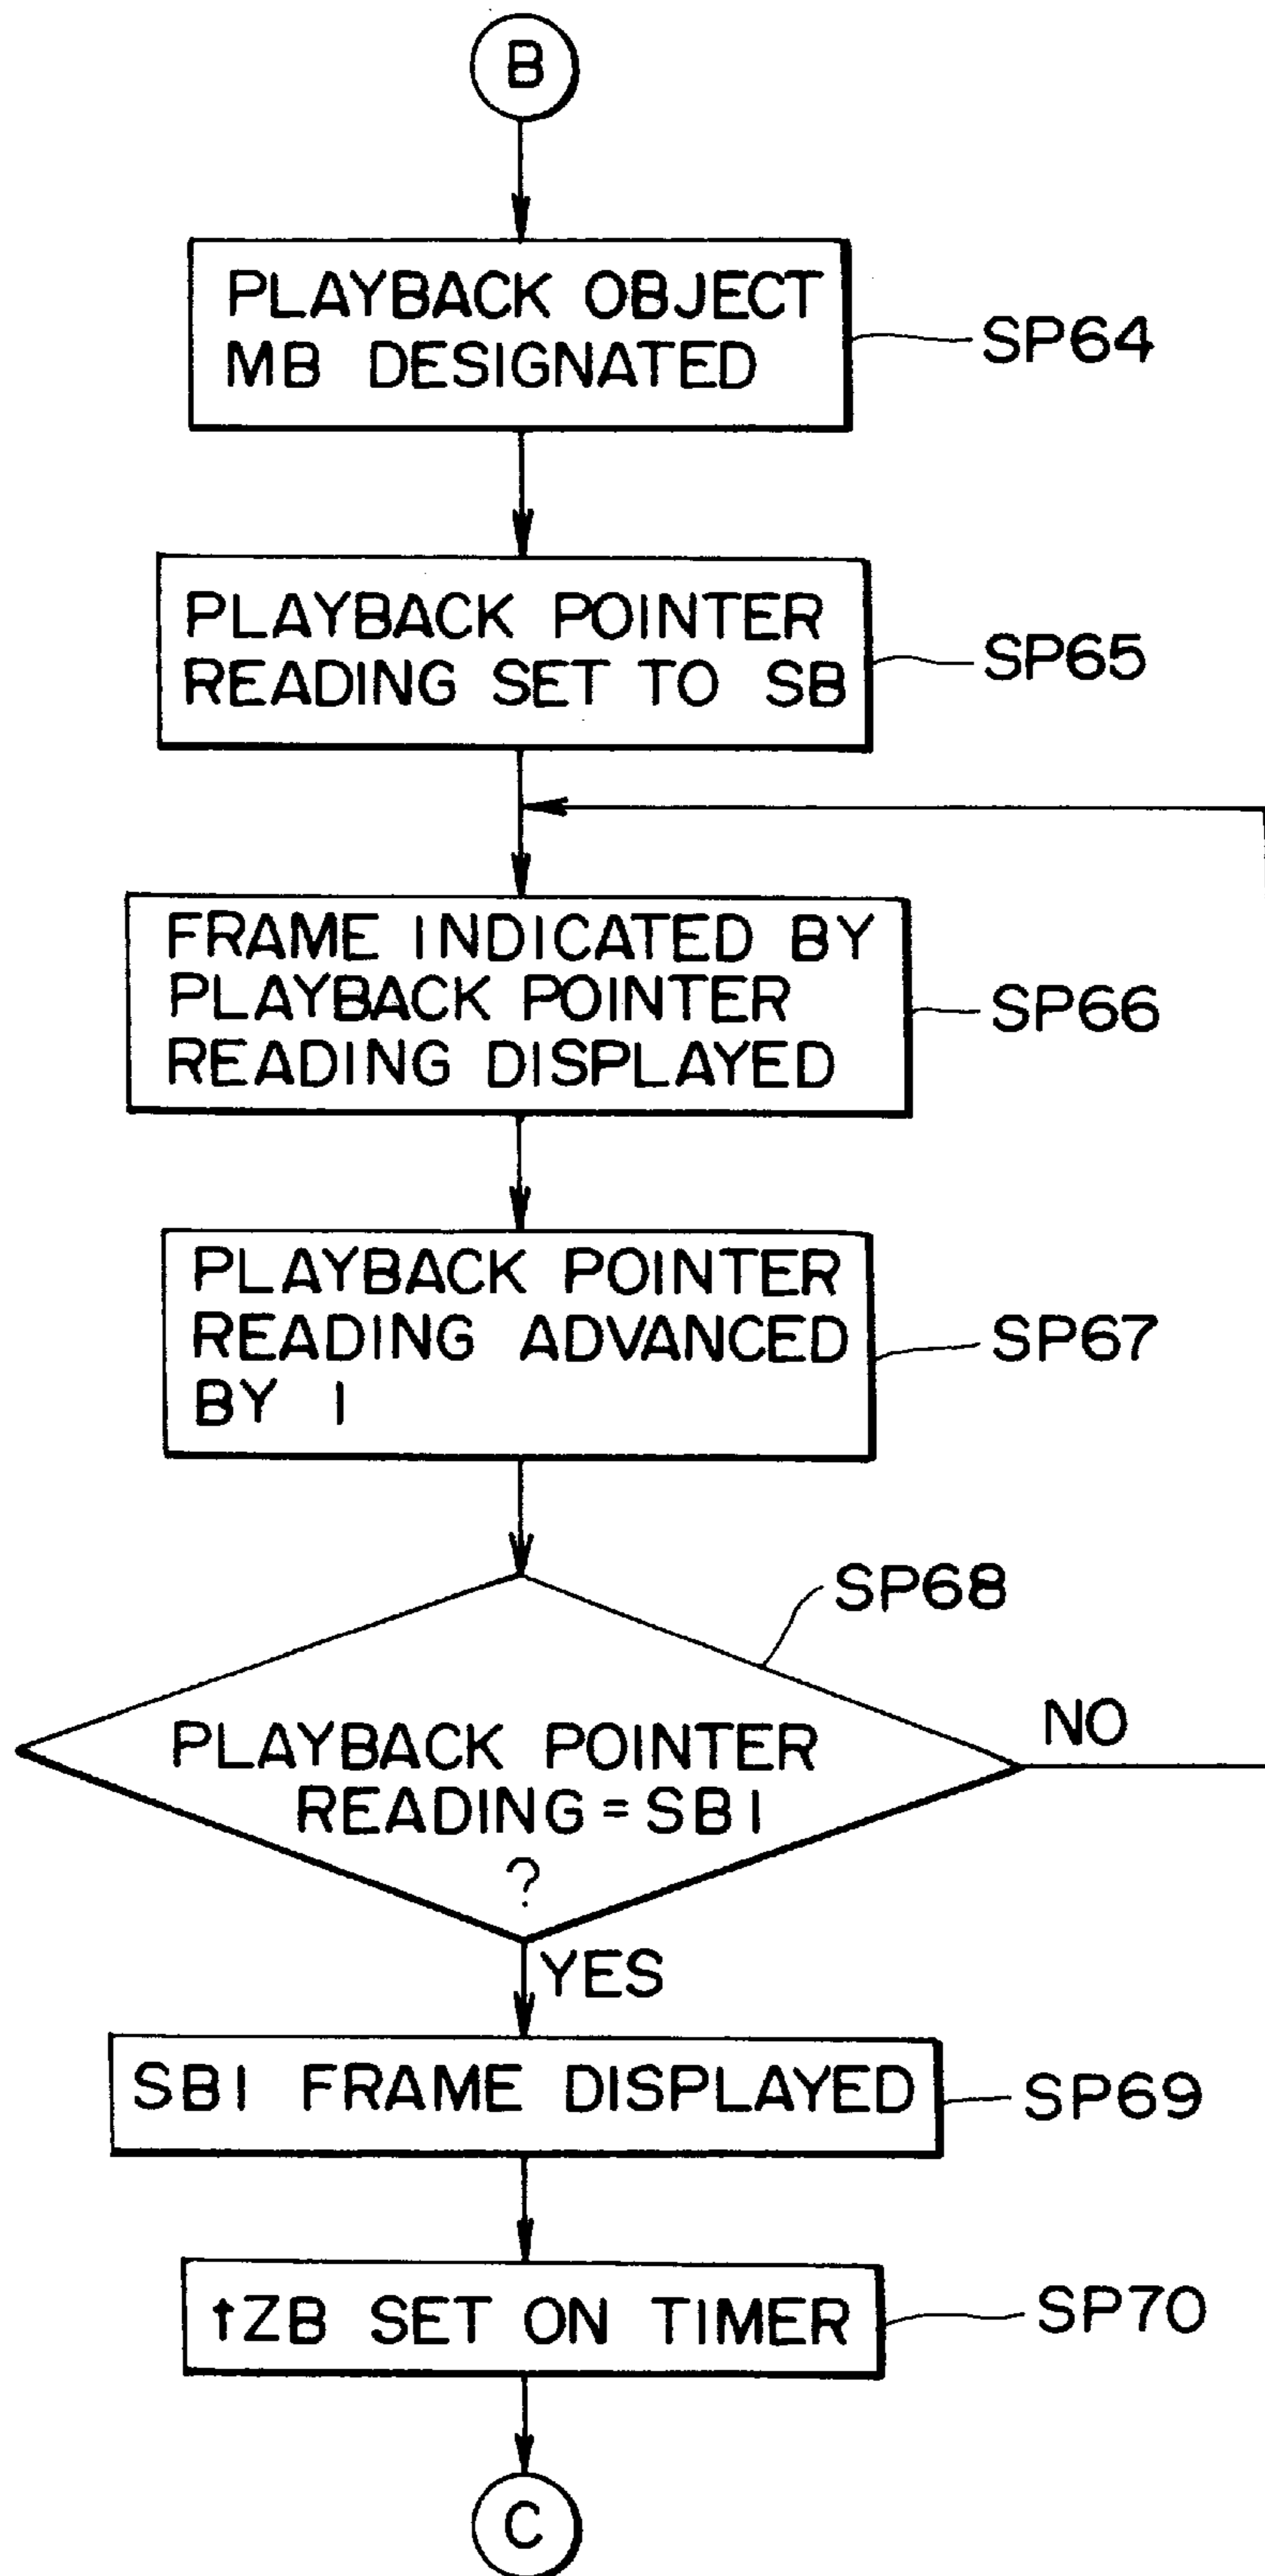 B
PLAYBACK OBJECT
MB DESIGNATED
SP64
PLAYBACK POINTER
READING SET TO SB
SP65
FRAME INDICATED BY
PLAYBACK POINTER
READING DISPLAYED
SP66
PLAYBACK POINTER
READING ADVANCED
BY 1
SP67
SP68
PLAYBACK POINTER
READING = SB1
?
NO
YES
SB1 FRAME DISPLAYED
SP69
tZB SET ON TIMER
SP70
C